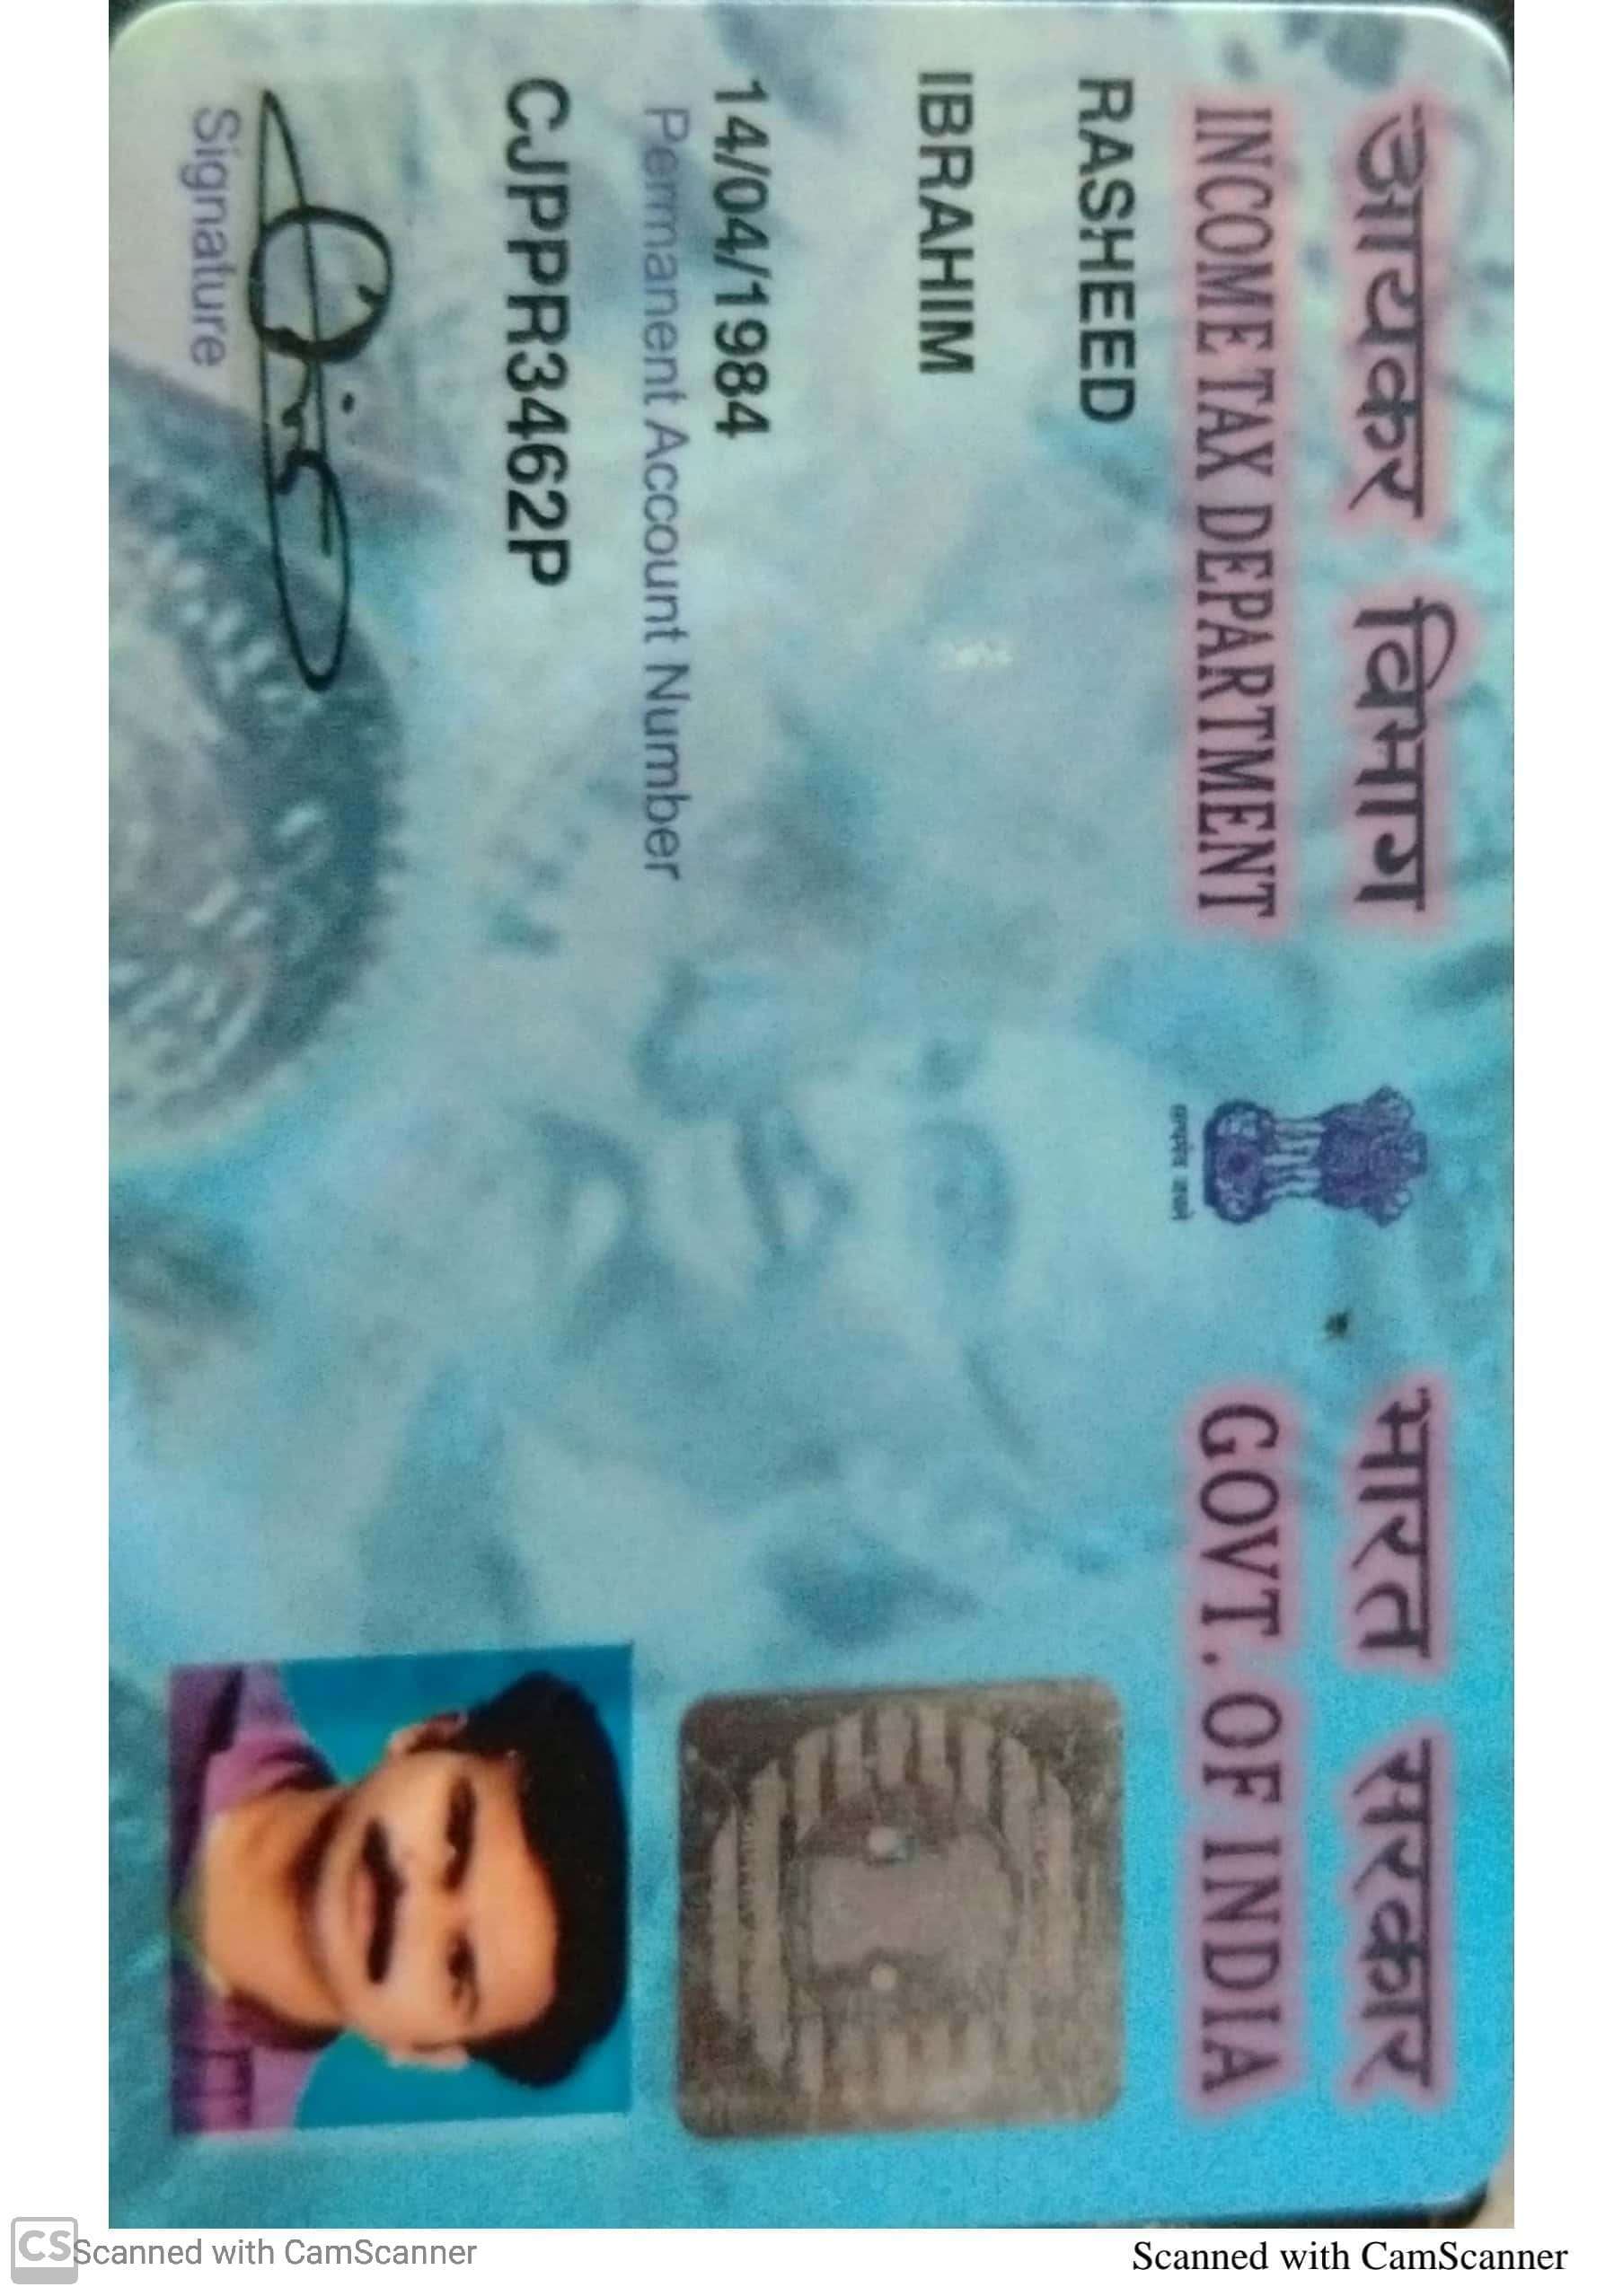 आयकर विभाग
INCOME TAX DEPARTMENT
भारत सरकार
GOVT. OF INDIA
सत्यमेव जयते
RASHEED
IBRAHIM
14/04/1984
Permanent Account Number
CJPPR3462P
Signature
CS Scanned with CamScanner
Scanned with CamScanner